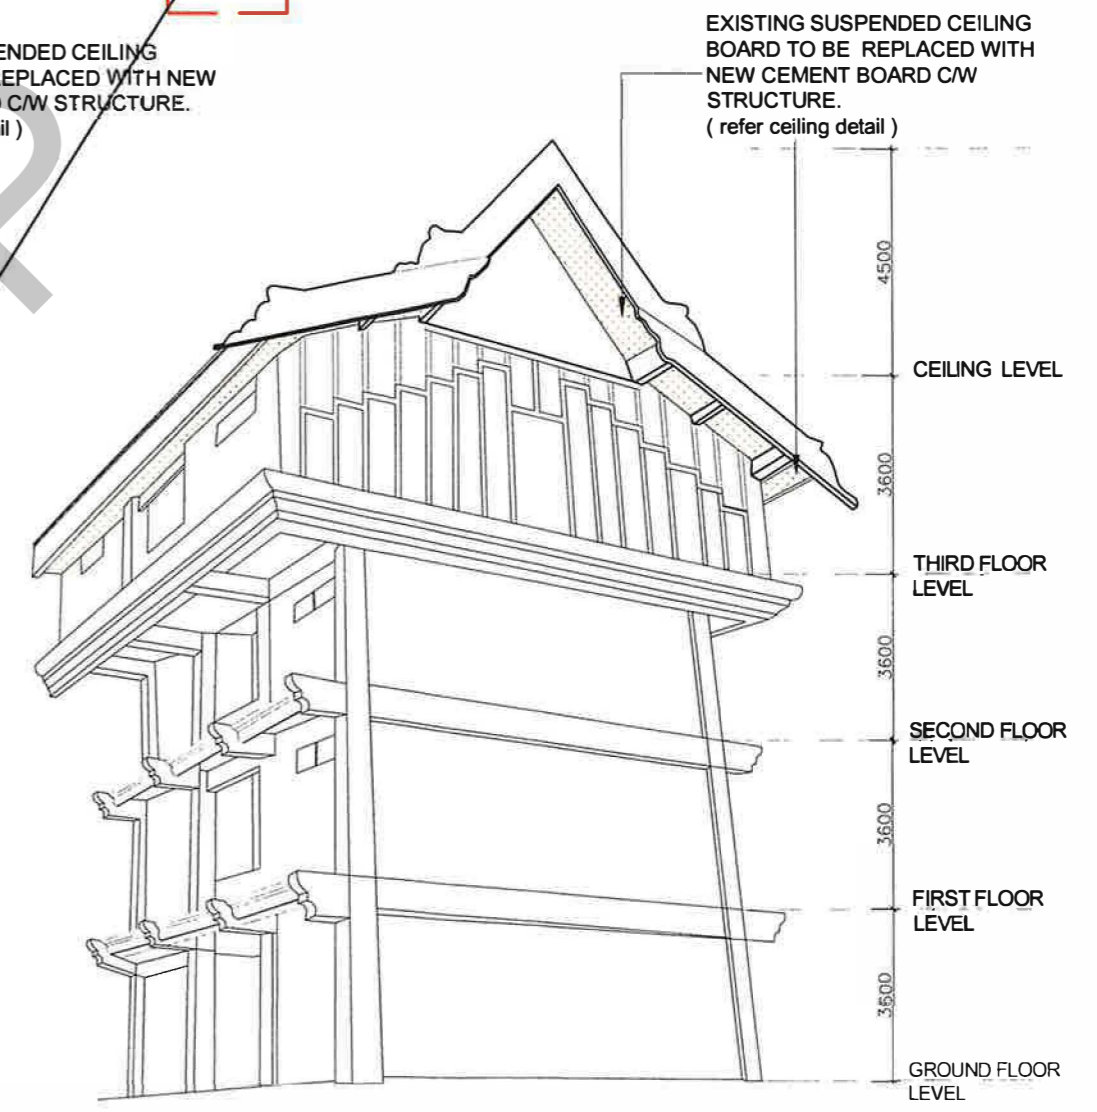 ENDED CEILING
EPLACED WITH NEW
C/W STRUCTURE.
EXISTING SUSPENDED CEILING
BOARD TO BE REPLACED WITH
NEW CEMENT BOARD C/W
STRUCTURE.
( refer ceiling detail )
4500
CEILING LEVEL
3600
THIRD FLOOR
LEVEL
3600
SECOND FLOOR
LEVEL
3600
FIRST FLOOR
LEVEL
3600
GROUND FLOOR
LEVEL